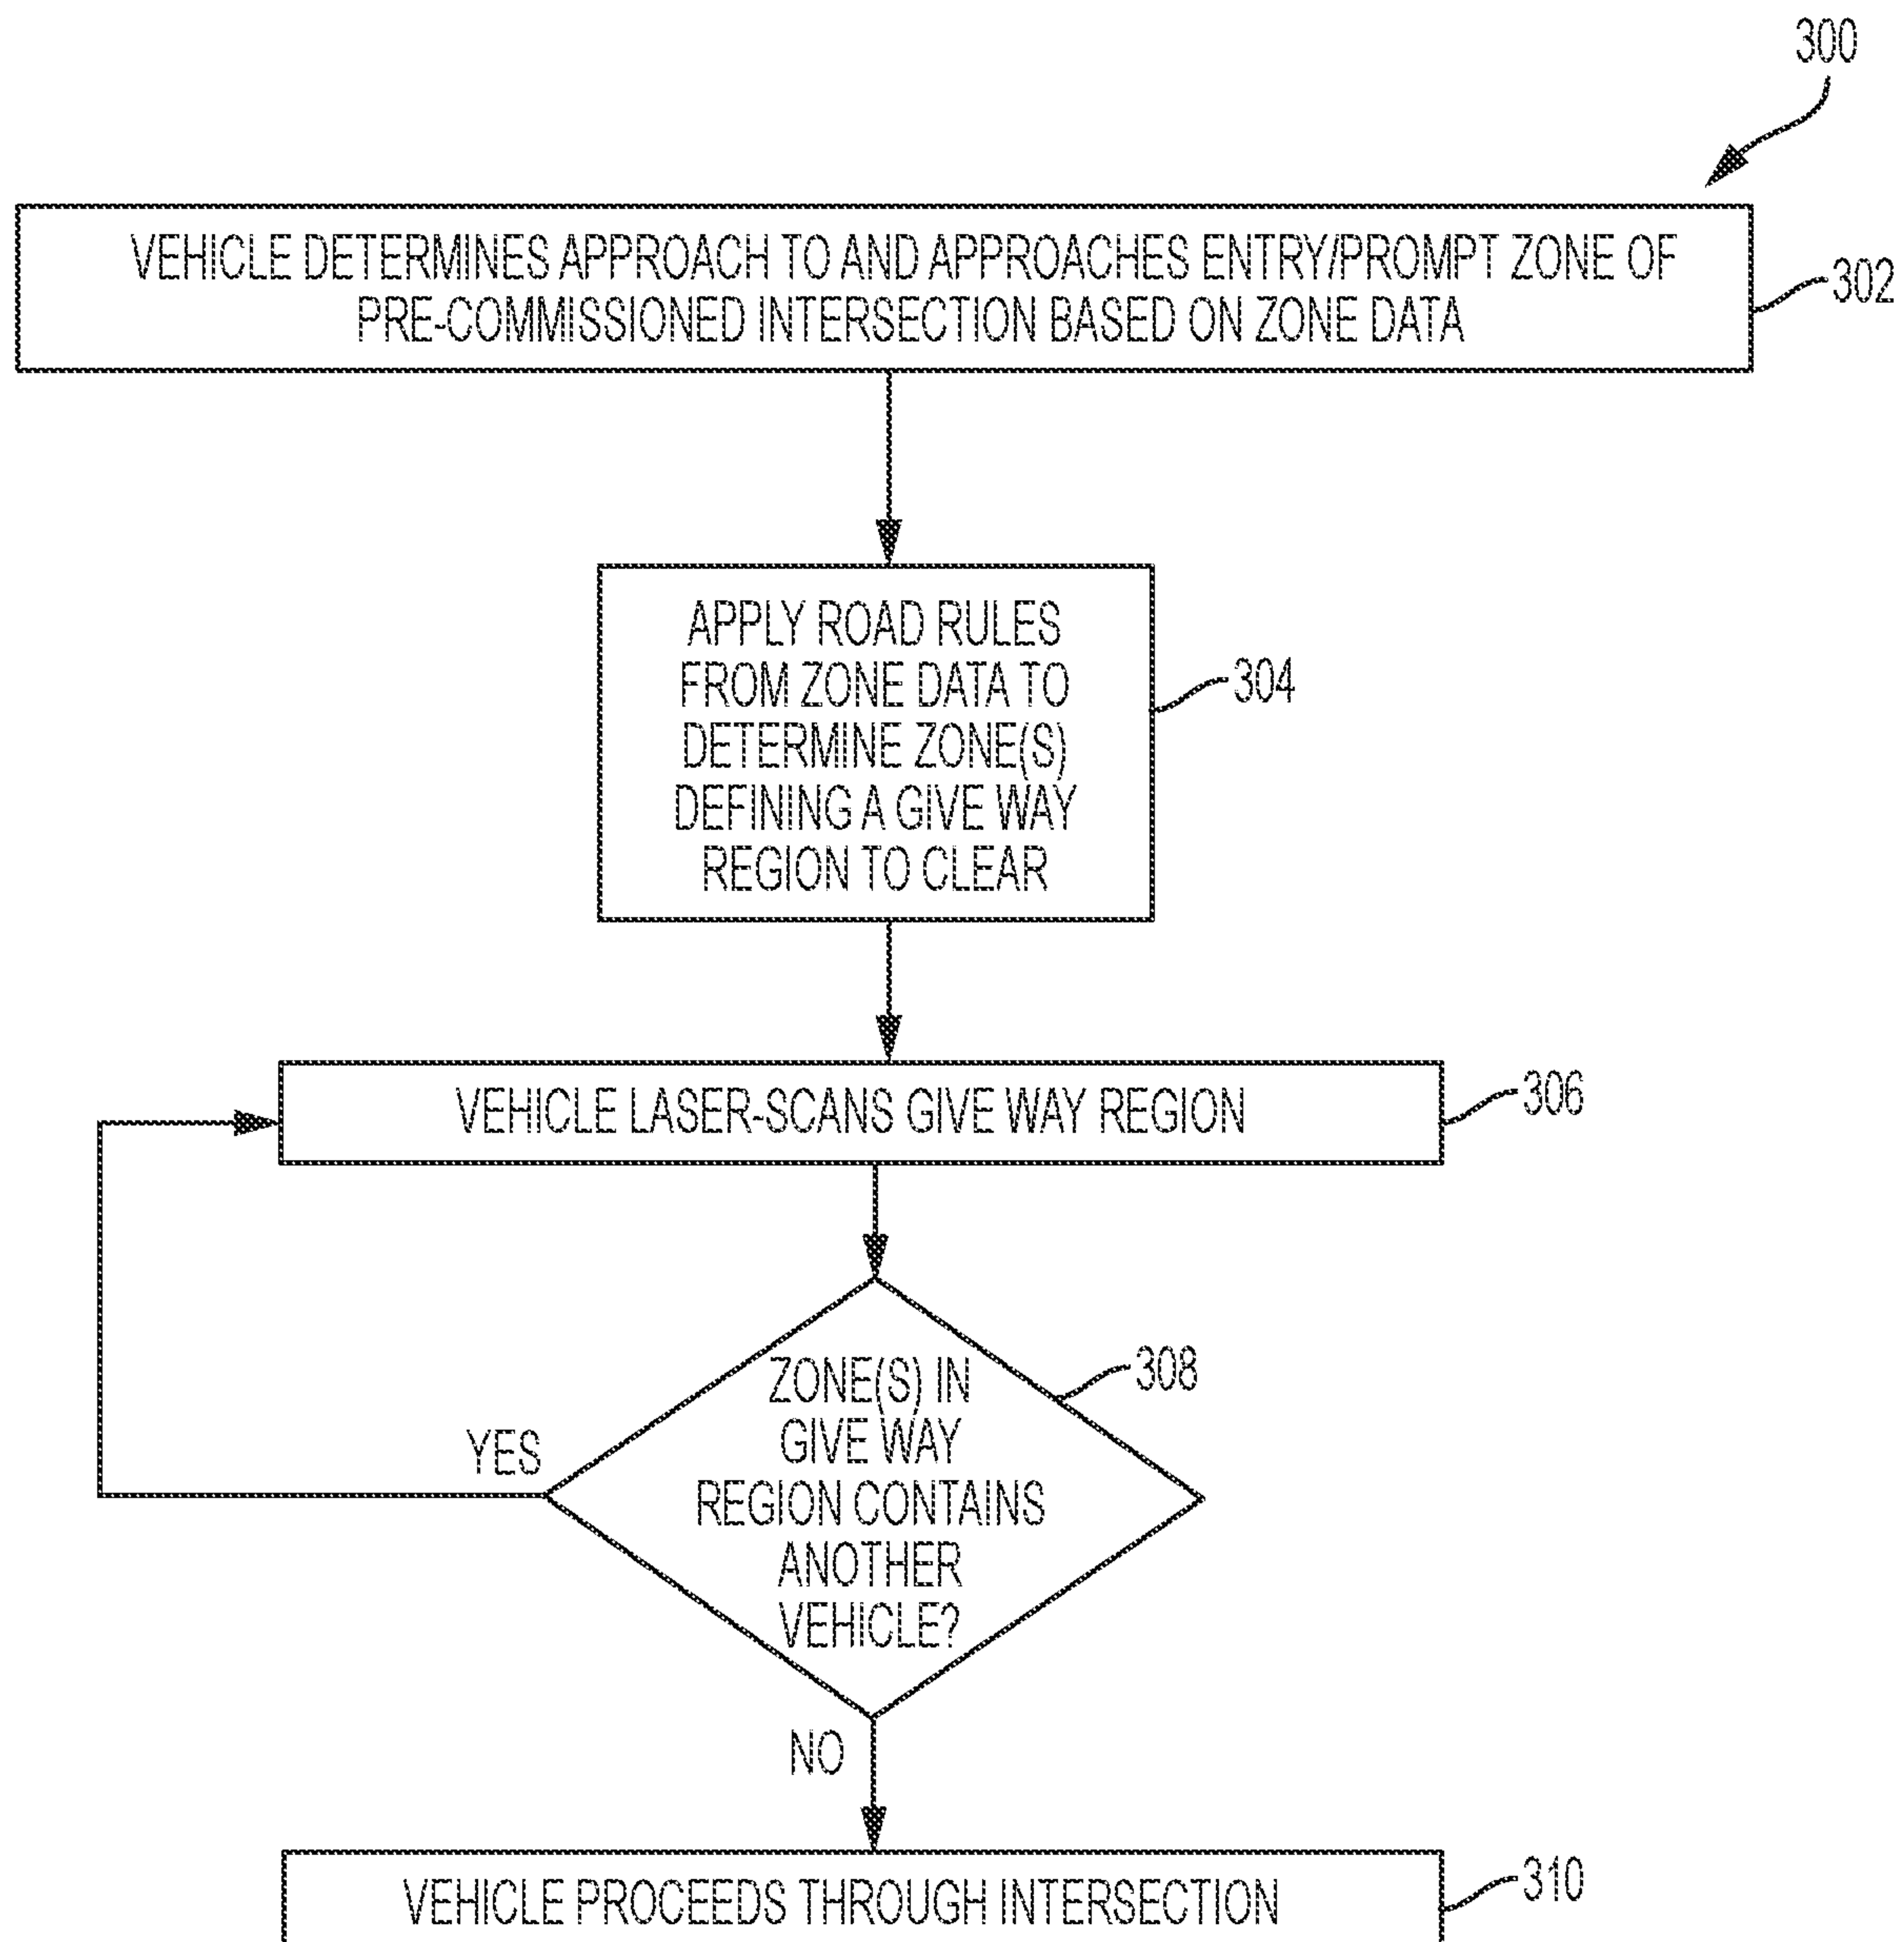 300
VEHICLE DETERMINES APPROACH TO AND APPROACHES ENTRY/PROMPT ZONE OF
PRE-COMMISSIONED INTERSECTION BASED ON ZONE DATA
302
APPLY ROAD RULES
FROM ZONE DATA TO
DETERMINE ZONE(S)
DEFINING A GIVE WAY
REGION TO CLEAR
304
VEHICLE LASER-SCANS GIVE WAY REGION
306
ZONE(S) IN
GIVE WAY
REGION CONTAINS
ANOTHER
VEHICLE?
308
YES
NO
VEHICLE PROCEEDS THROUGH INTERSECTION
310